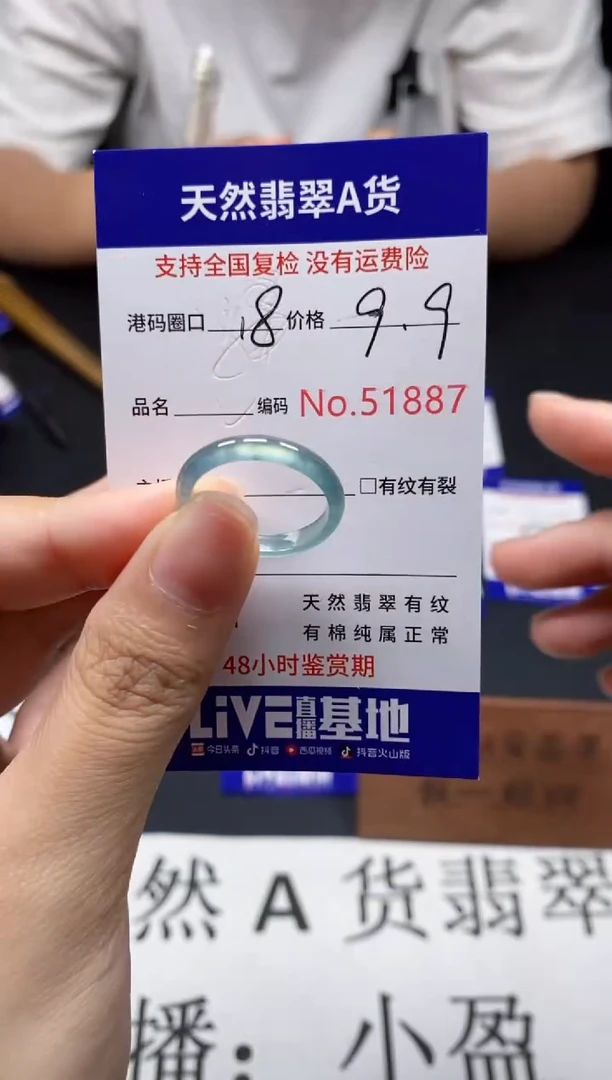 天然翡翠A货
支持全国复检 没有运费险
港码圈口 18 价格 9.9
品名 编码 No.51887
□有纹有裂
天然翡翠有纹
有棉纯属正常
48小时鉴赏期
LiVE直播基地
今日头条 抖音 西瓜视频 抖音火山版
然A货翡翠
播：小盈